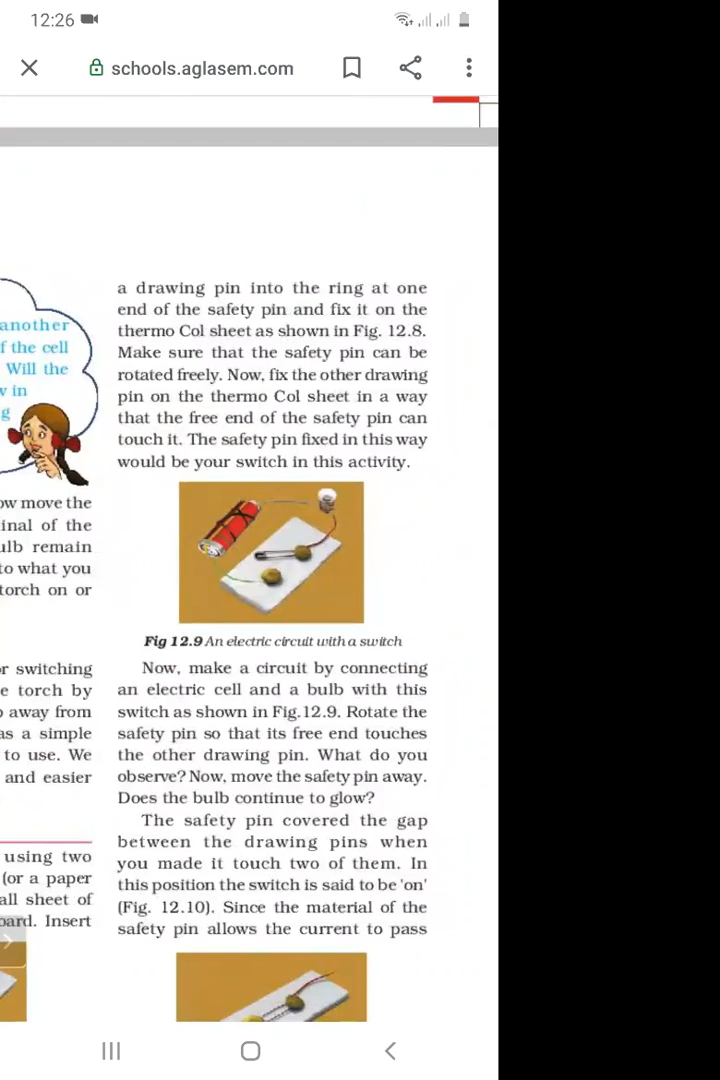 12:26
schools.aglasem.com
another
f the cell
Will the
w in
g
ow move the
inal of the
ulb remain
to what you
torch on or
or switching
e torch by
p away from
as a simple
to use. We
and easier
using two
(or a paper
all sheet of
oard. Insert
a drawing pin into the ring at one
end of the safety pin and fix it on the
thermo Col sheet as shown in Fig. 12.8.
Make sure that the safety pin can be
rotated freely. Now, fix the other drawing
pin on the thermo Col sheet in a way
that the free end of the safety pin can
touch it. The safety pin fixed in this way
would be your switch in this activity.
Fig 12.9 An electric circuit with a switch
Now, make a circuit by connecting
an electric cell and a bulb with this
switch as shown in Fig.12.9. Rotate the
safety pin so that its free end touches
the other drawing pin. What do you
observe? Now, move the safety pin away.
Does the bulb continue to glow?
The safety pin covered the gap
between the drawing pins when
you made it touch two of them. In
this position the switch is said to be 'on'
(Fig. 12.10). Since the material of the
safety pin allows the current to pass